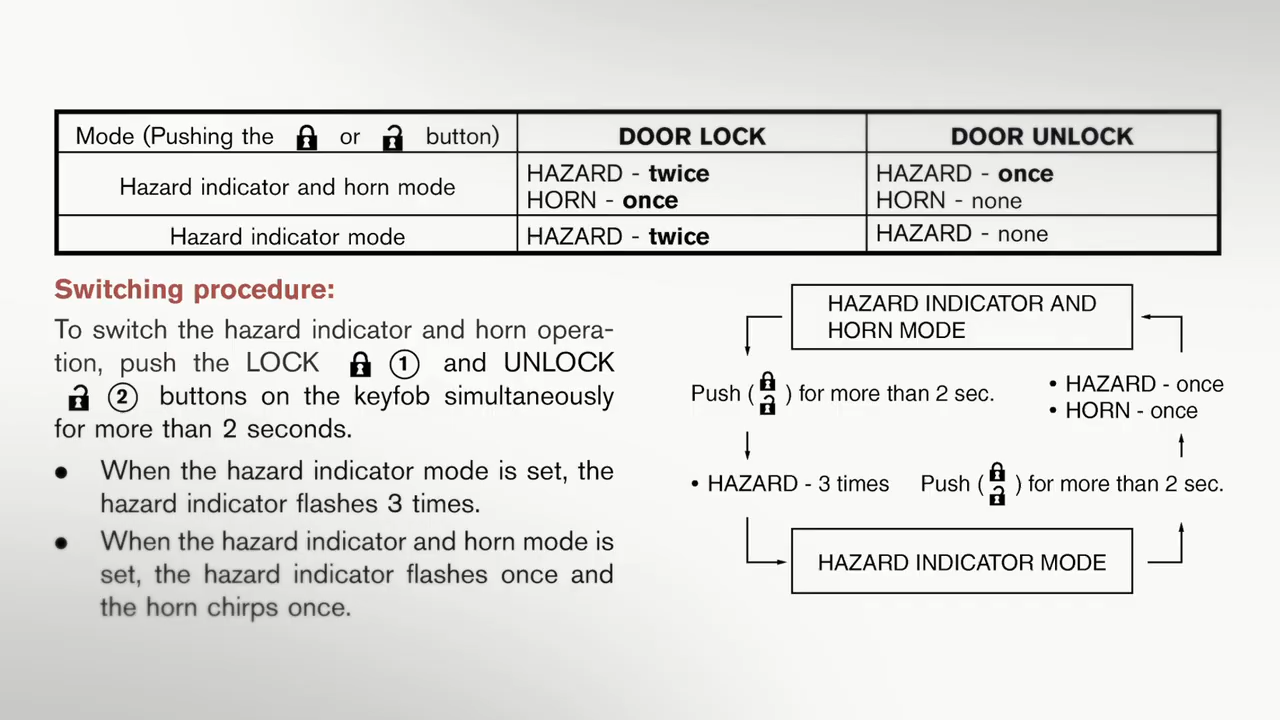 Mode (Pushing the or button)
DOOR LOCK
DOOR UNLOCK
Hazard indicator and horn mode
HAZARD - twice
HORN - once
HAZARD - once
HORN - none
Hazard indicator mode
HAZARD - twice
HAZARD - none
Switching procedure:
To switch the hazard indicator and horn opera-
tion, push the LOCK 1 and UNLOCK
2 buttons on the keyfob simultaneously
for more than 2 seconds.
● When the hazard indicator mode is set, the
hazard indicator flashes 3 times.
● When the hazard indicator and horn mode is
set, the hazard indicator flashes once and
the horn chirps once.
HAZARD INDICATOR AND
HORN MODE
Push ( ) for more than 2 sec.
• HAZARD - once
• HORN - once
• HAZARD - 3 times
Push ( ) for more than 2 sec.
HAZARD INDICATOR MODE